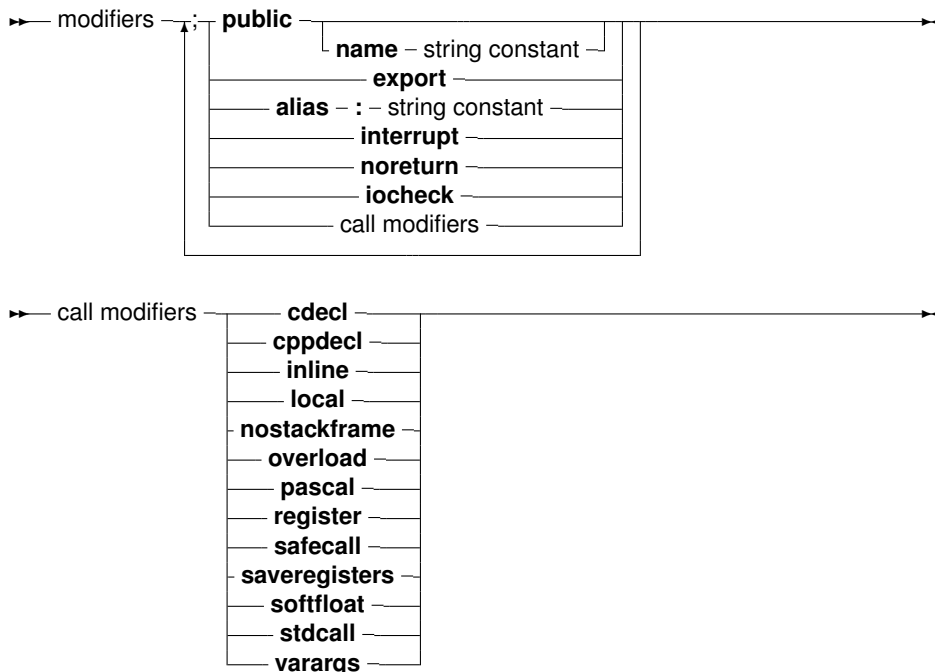 modifiers ; public
name string constant
export
alias : string constant
interrupt
noreturn
iocheck
call modifiers
call modifiers cdecl
cppdecl
inline
local
nostackframe
overload
pascal
register
safecall
saveregisters
softfloat
stdcall
varargs